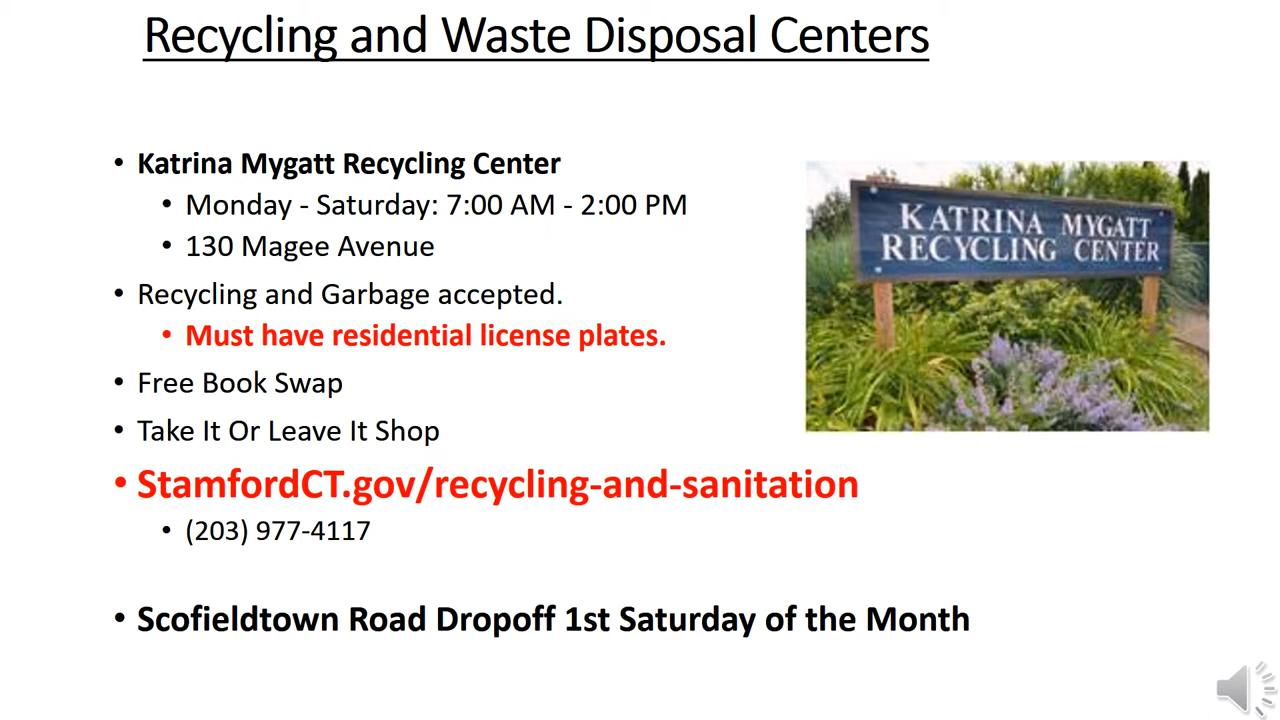 Recycling and Waste Disposal Centers
• Katrina Mygatt Recycling Center
• Monday - Saturday: 7:00 AM - 2:00 PM
• 130 Magee Avenue
• Recycling and Garbage accepted.
• Must have residential license plates.
• Free Book Swap
• Take It Or Leave It Shop
• StamfordCT.gov/recycling-and-sanitation
• (203) 977-4117
• Scofieldtown Road Dropoff 1st Saturday of the Month
KATRINA MYGATT
RECYCLING CENTER